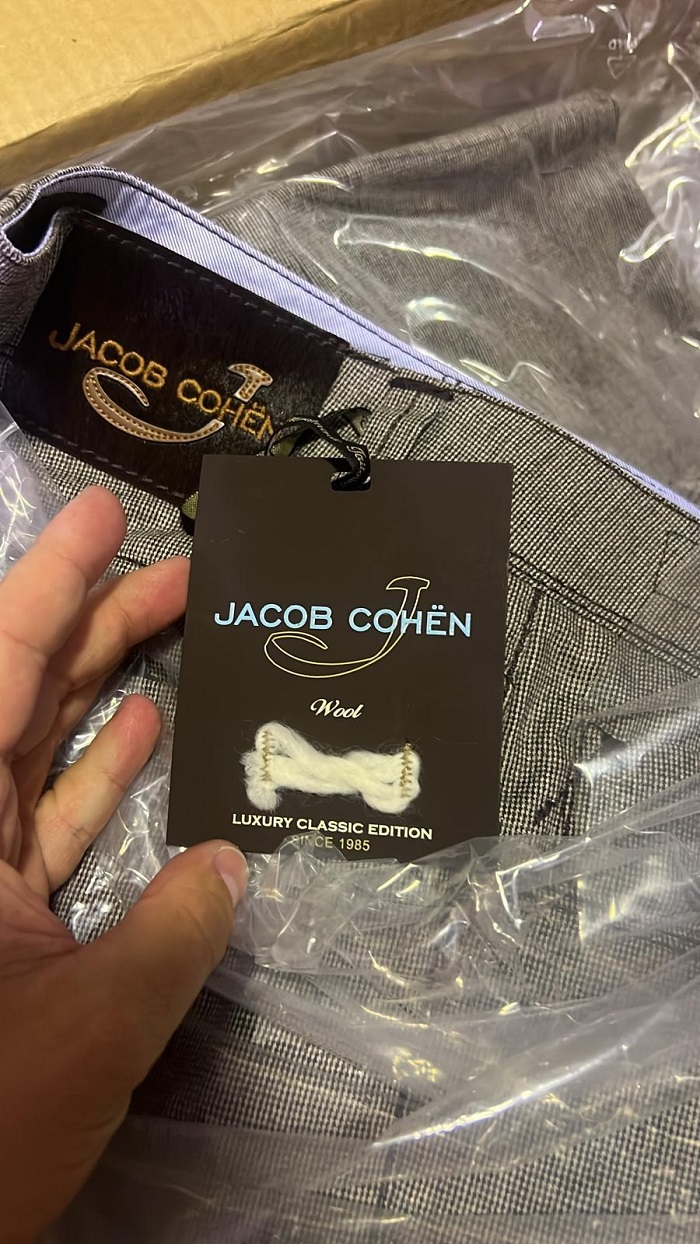 JACOB COHËN
JACOB COHËN
Wool
LUXURY CLASSIC EDITION
SINCE 1985